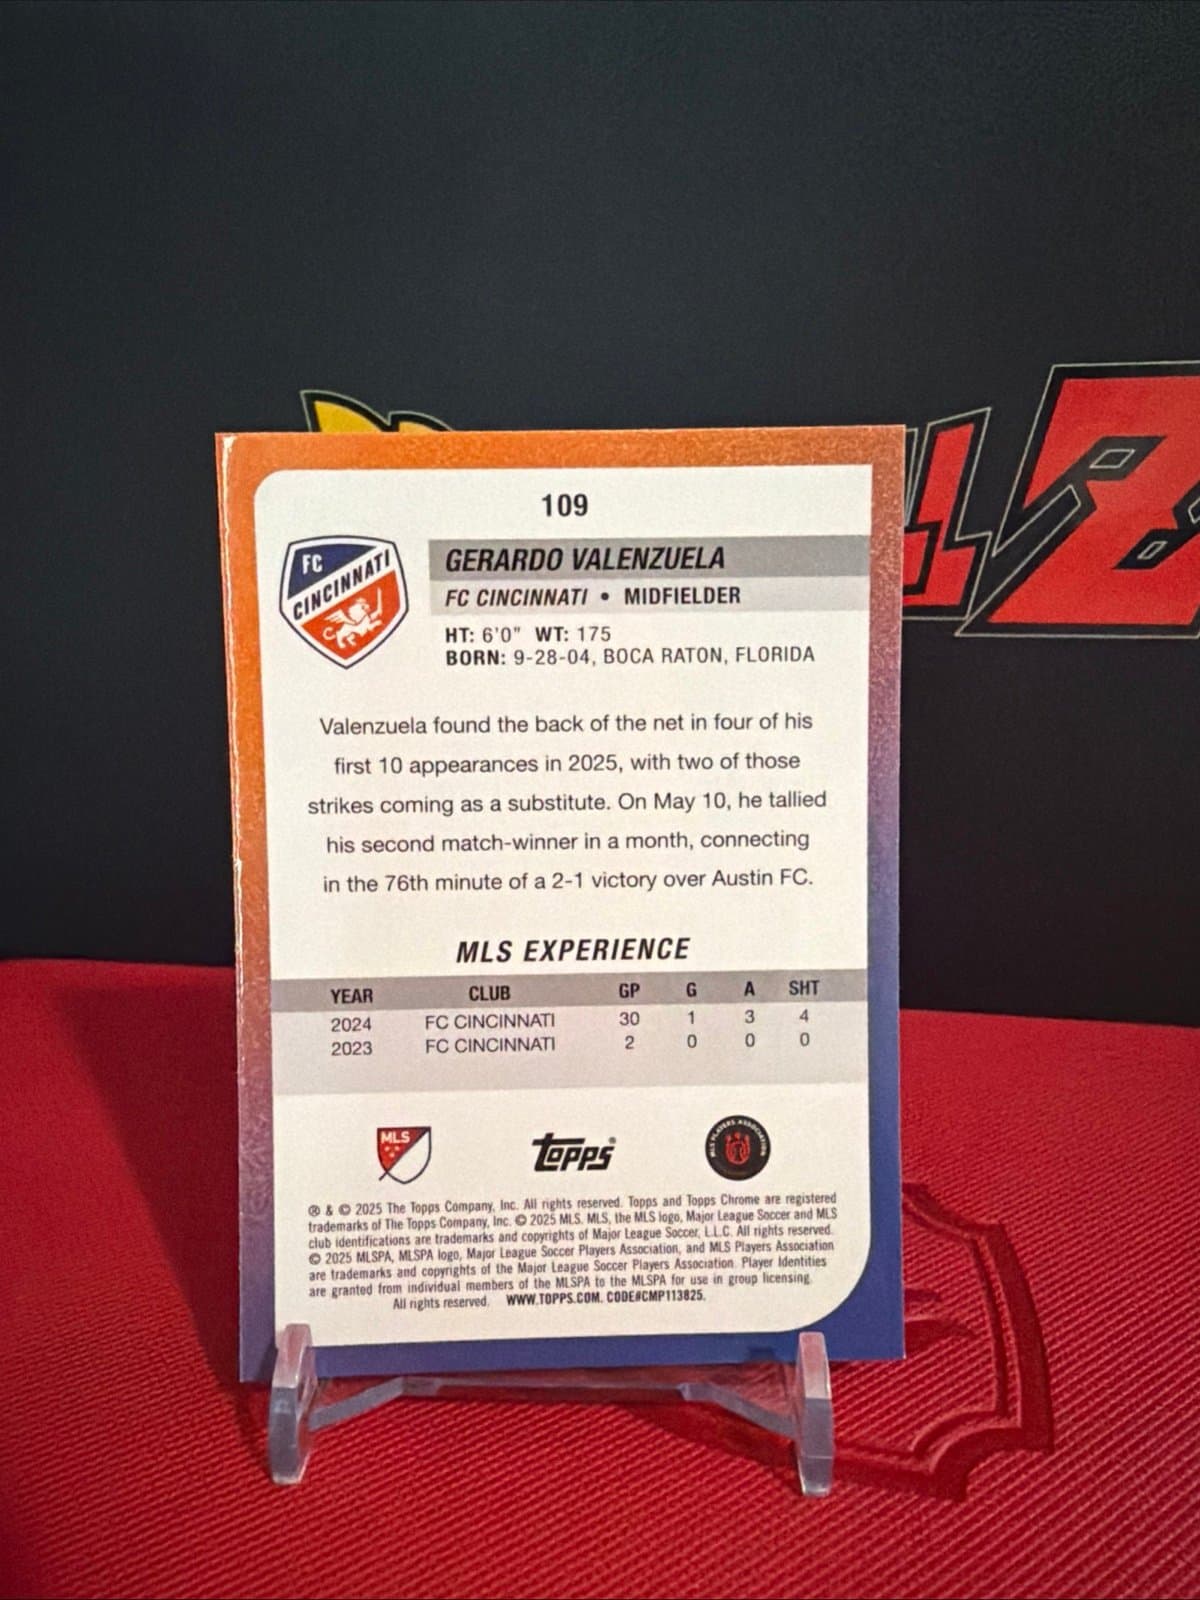 109
FC
CINCINNATI
GERARDO VALENZUELA
FC CINCINNATI • MIDFIELDER
HT: 6'0" WT: 175
BORN: 9-28-04, BOCA RATON, FLORIDA
Valenzuela found the back of the net in four of his
first 10 appearances in 2025, with two of those
strikes coming as a substitute. On May 10, he tallied
his second match-winner in a month, connecting
in the 76th minute of a 2-1 victory over Austin FC.
MLS EXPERIENCE
YEAR CLUB GP G A SHT
2024 FC CINCINNATI 30 1 3 4
2023 FC CINCINNATI 2 0 0 0
MLS
Topps®
MLS PLAYERS ASSOCIATION
® & © 2025 The Topps Company, Inc. All rights reserved. Topps and Topps Chrome are registered
trademarks of The Topps Company, Inc. © 2025 MLS. MLS, the MLS logo, Major League Soccer and MLS
club identifications are trademarks and copyrights of Major League Soccer, L.L.C. All rights reserved.
© 2025 MLSPA, MLSPA logo, Major League Soccer Players Association, and MLS Players Association
are trademarks and copyrights of the Major League Soccer Players Association. Player Identities
are granted from individual members of the MLSPA to the MLSPA for use in group licensing.
All rights reserved. WWW.TOPPS.COM. CODE#CMP113825.